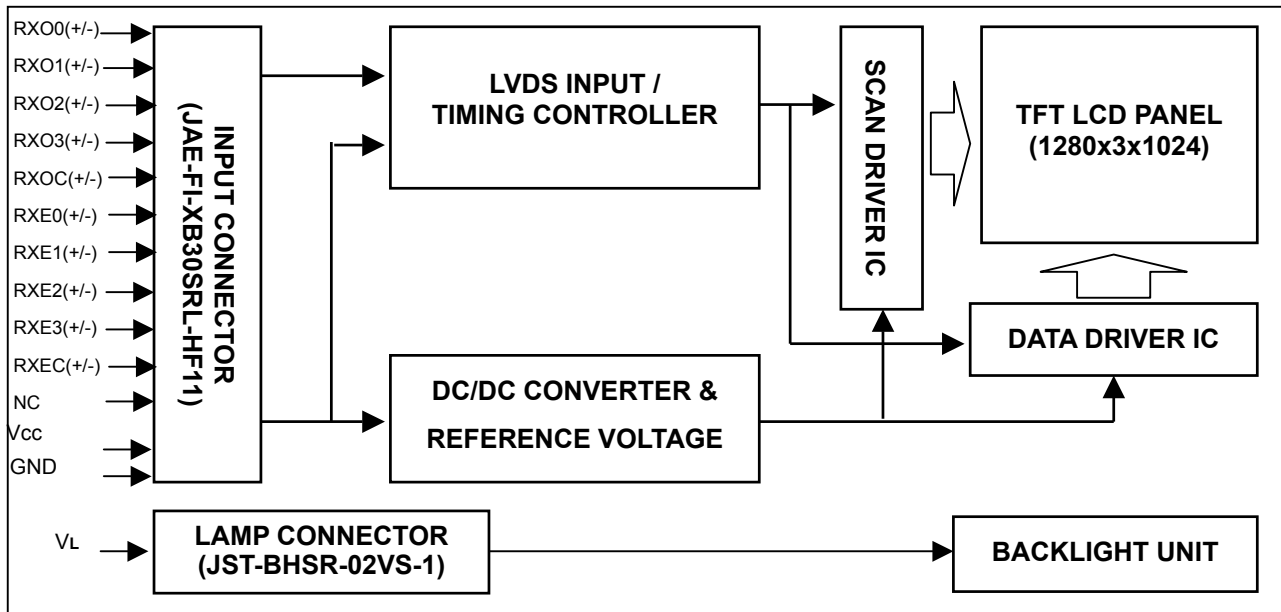 RXO0(+/-)
RXO1(+/-)
RXO2(+/-)
RXO3(+/-)
RXOC(+/-)
RXE0(+/-)
RXE1(+/-)
RXE2(+/-)
RXE3(+/-)
RXEC(+/-)
NC
Vcc
GND
VL
INPUT CONNECTOR
(JAE-FI-XB30SRL-HF11)
LVDS INPUT /
TIMING CONTROLLER
DC/DC CONVERTER &
REFERENCE VOLTAGE
SCAN DRIVER IC
TFT LCD PANEL
(1280x3x1024)
DATA DRIVER IC
LAMP CONNECTOR
(JST-BHSR-02VS-1)
BACKLIGHT UNIT